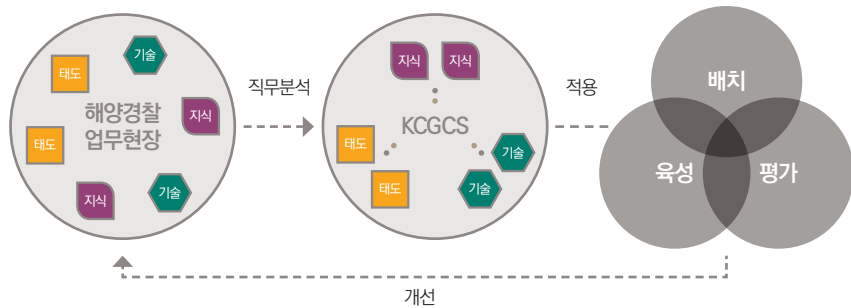 기술
태도
해양경찰
업무현장
지식
태도
기술
지식
직무분석
지식
지식
KCGCS
태도
기술
태도
기술
적용
배치
육성
평가
개선